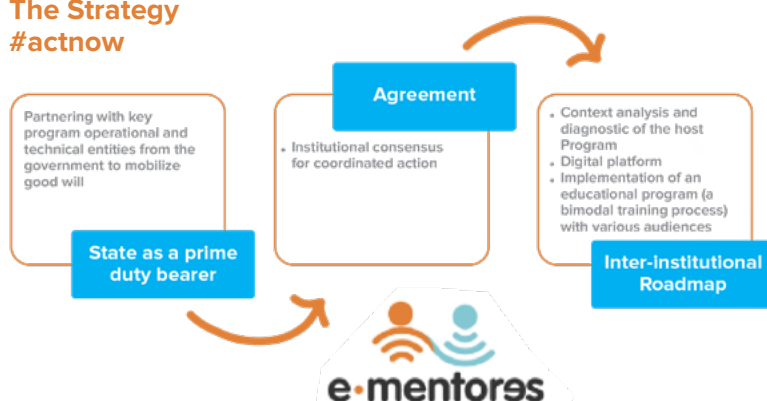 The Strategy
#actnow
Partnering with key
program operational and
technical entities from the
government to mobilize
good will
State as a prime
duty bearer
Agreement
• Institutional consensus
for coordinated action
• Context analysis and
diagnostic of the host
Program
• Digital platform
• Implementation of an
educational program (a
bimodal training process)
with various audiences
Inter-institutional
Roadmap
e·mentores